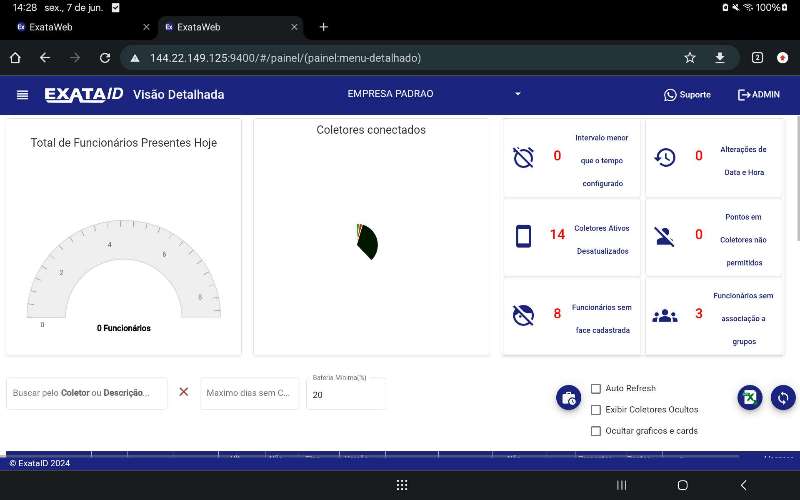 14:28 sex., 7 de jun.
100%
ExataWeb
ExataWeb
144.22.149.125:9400/#/painel/(painel:menu-detalhado)
2
EXATAID Visão Detalhada
EMPRESA PADRAO
Suporte
ADMIN
Total de Funcionários Presentes Hoje
0
2
4
6
8
0 Funcionários
Coletores conectados
0
Intervalo menor
que o tempo
configurado
0
Alterações de
Data e Hora
14
Coletores Ativos
Desatualizados
0
Pontos em
Coletores não
permitidos
8
Funcionários sem
face cadastrada
3
Funcionários sem
associação a
grupos
Buscar pelo Coletor ou Descrição...
Maximo dias sem C...
Bateria Mínima(%)
20
Auto Refresh
Exibir Coletores Ocultos
Ocultar graficos e cards
© ExataID 2024